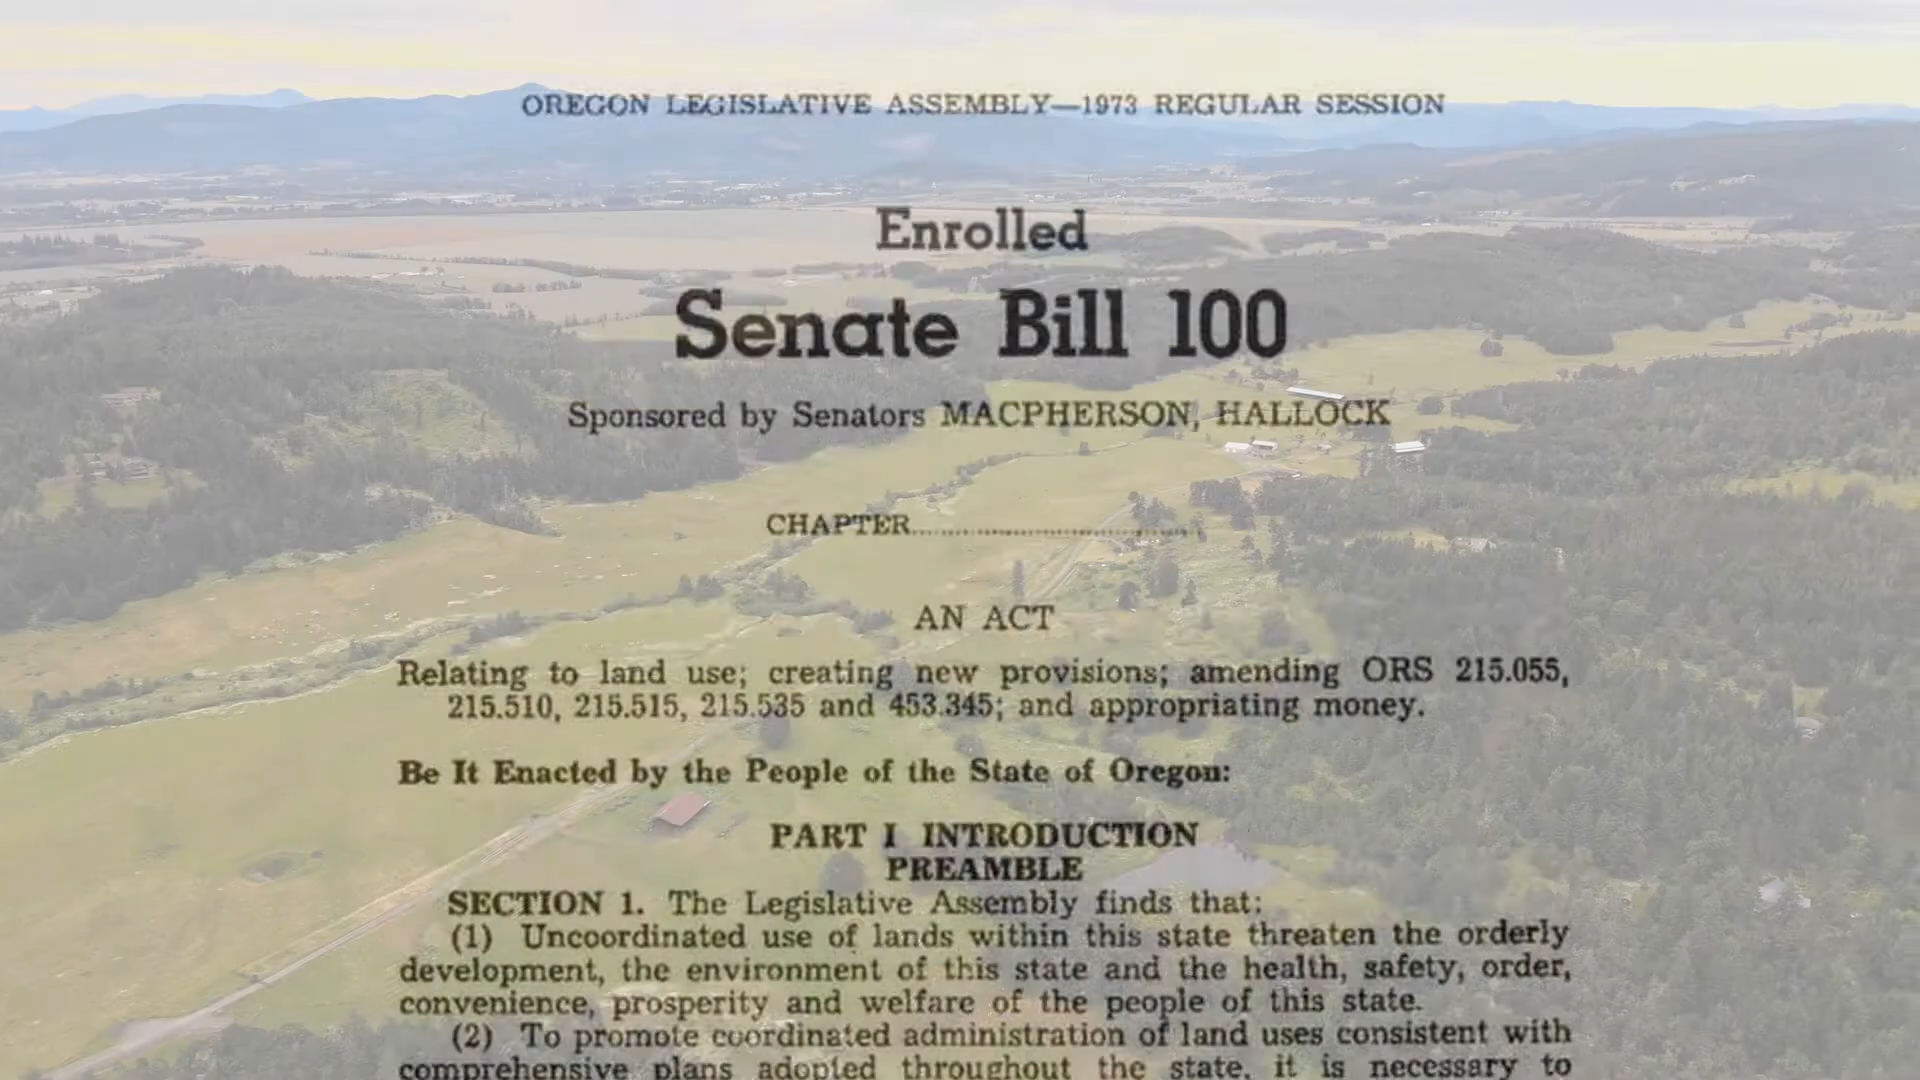 OREGON LEGISLATIVE ASSEMBLY—1973 REGULAR SESSION
Enrolled
Senate Bill 100
Sponsored by Senators MACPHERSON, HALLOCK
CHAPTER..............................
AN ACT
Relating to land use; creating new provisions; amending ORS 215.055,
215.510, 215.515, 215.535 and 453.345; and appropriating money.
Be It Enacted by the People of the State of Oregon:
PART I INTRODUCTION
PREAMBLE
SECTION 1. The Legislative Assembly finds that:
(1) Uncoordinated use of lands within this state threaten the orderly
development, the environment of this state and the health, safety, order,
convenience, prosperity and welfare of the people of this state.
(2) To promote coordinated administration of land uses consistent with
comprehensive plans adopted throughout the state, it is necessary to